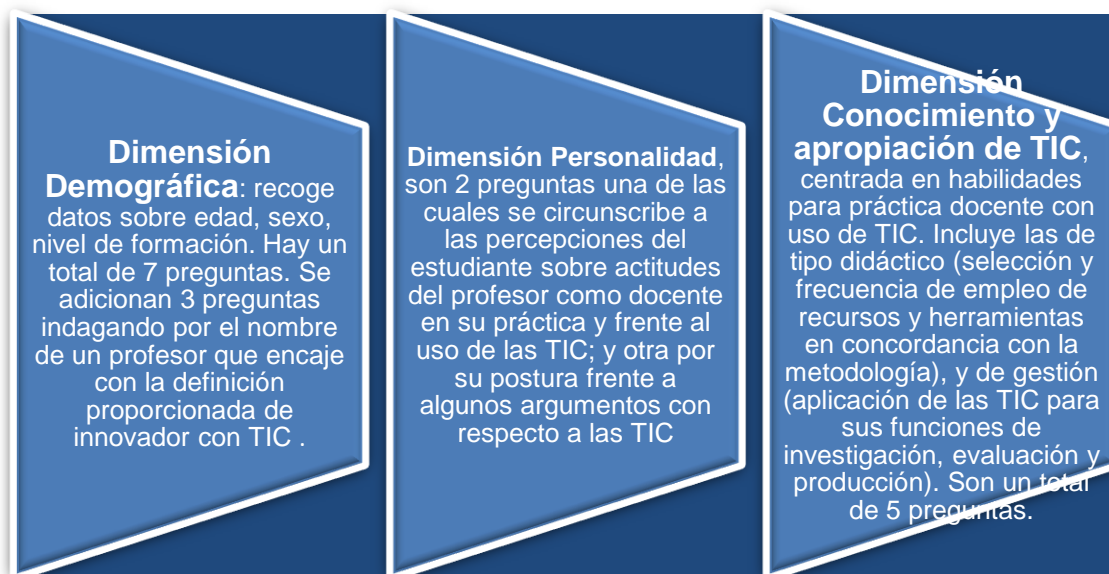 Dimensión
Demográfica: recoge
datos sobre edad, sexo,
nivel de formación. Hay un
total de 7 preguntas. Se
adicionan 3 preguntas
indagando por el nombre
de un profesor que encaje
con la definición
proporcionada de
innovador con TIC .
Dimensión Personalidad,
son 2 preguntas una de las
cuales se circunscribe a
las percepciones del
estudiante sobre actitudes
del profesor como docente
en su práctica y frente al
uso de las TIC; y otra por
su postura frente a
algunos argumentos con
respecto a las TIC
Dimensión
Conocimiento y
apropiación de TIC,
centrada en habilidades
para práctica docente con
uso de TIC. Incluye las de
tipo didáctico (selección y
frecuencia de empleo de
recursos y herramientas
en concordancia con la
metodología), y de gestión
(aplicación de las TIC para
sus funciones de
investigación, evaluación y
producción). Son un total
de 5 preguntas.